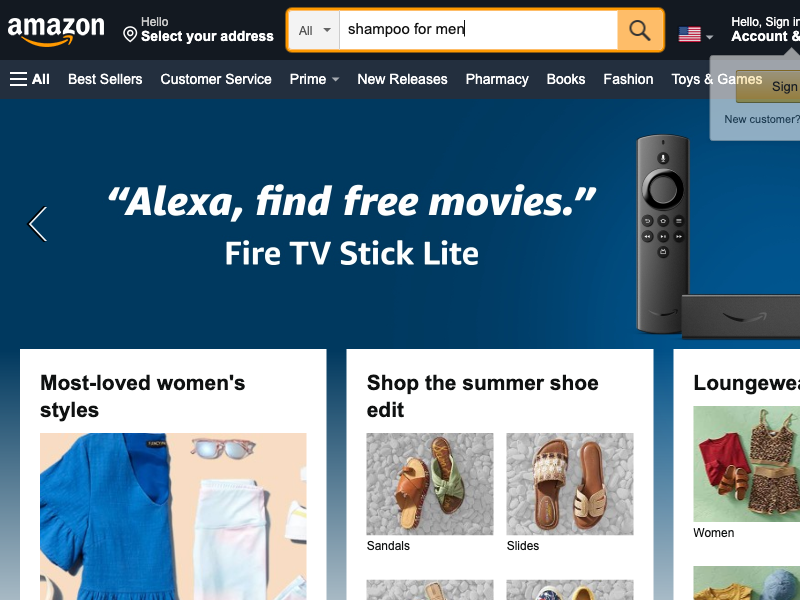 amazon
Hello
Select your address
All
shampoo for men
Hello, Sign in
Account &
All
Best Sellers
Customer Service
Prime
New Releases
Pharmacy
Books
Fashion
Toys & Games
Sign
New customer?
“Alexa, find free movies.”
Fire TV Stick Lite
Most-loved women's
styles
Shop the summer shoe
edit
Sandals
Slides
Women